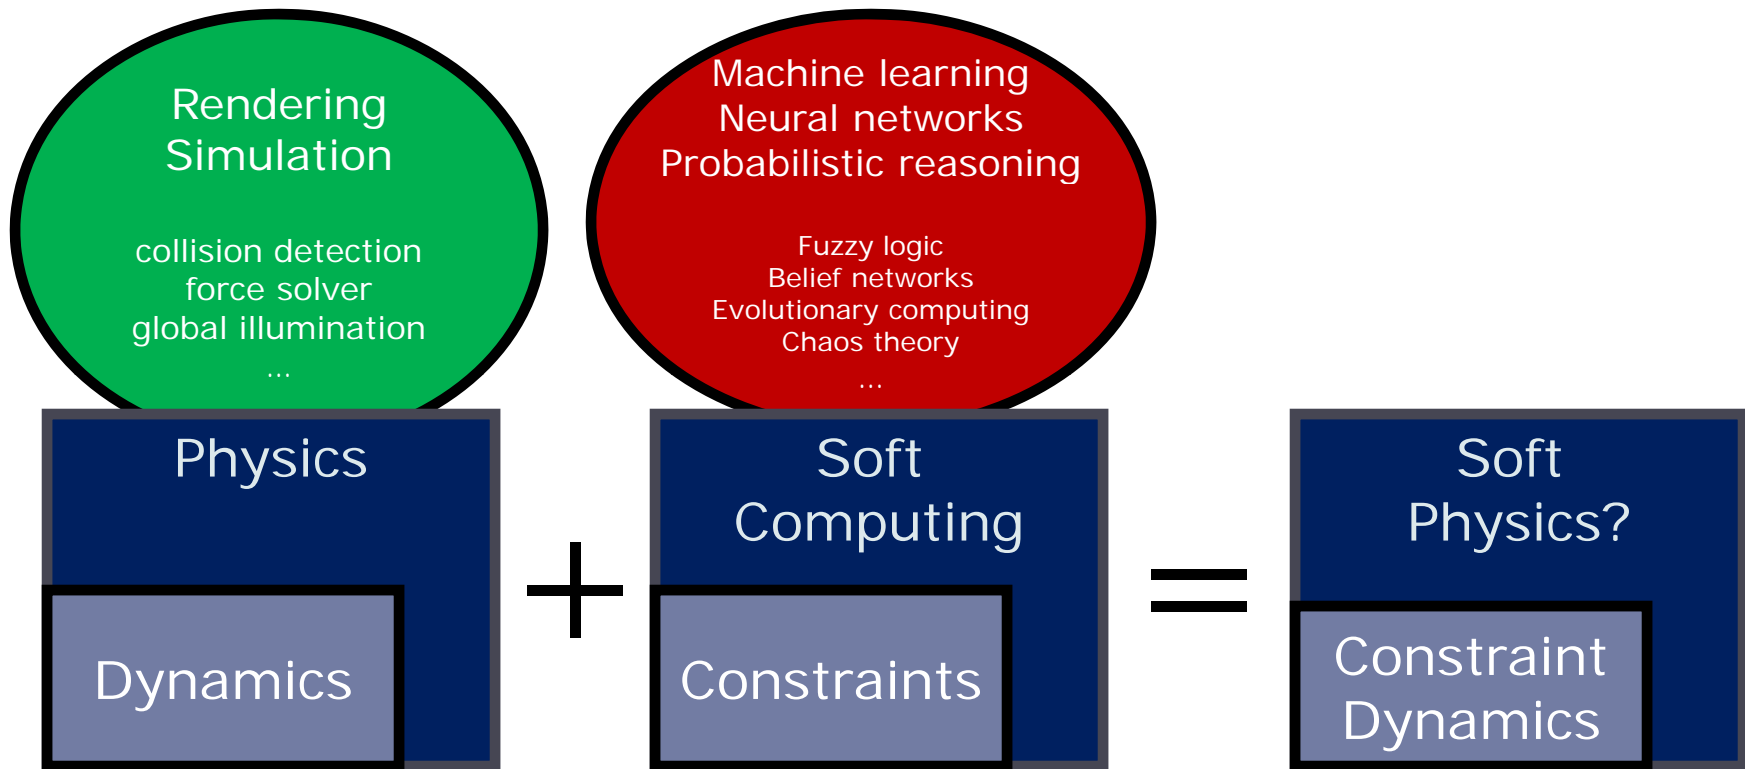 Rendering
Simulation
collision detection
force solver
global illumination
...
Machine learning
Neural networks
Probabilistic reasoning
Fuzzy logic
Belief networks
Evolutionary computing
Chaos theory
...
Physics
Dynamics
+
Soft
Computing
Constraints
=
Soft
Physics?
Constraint
Dynamics